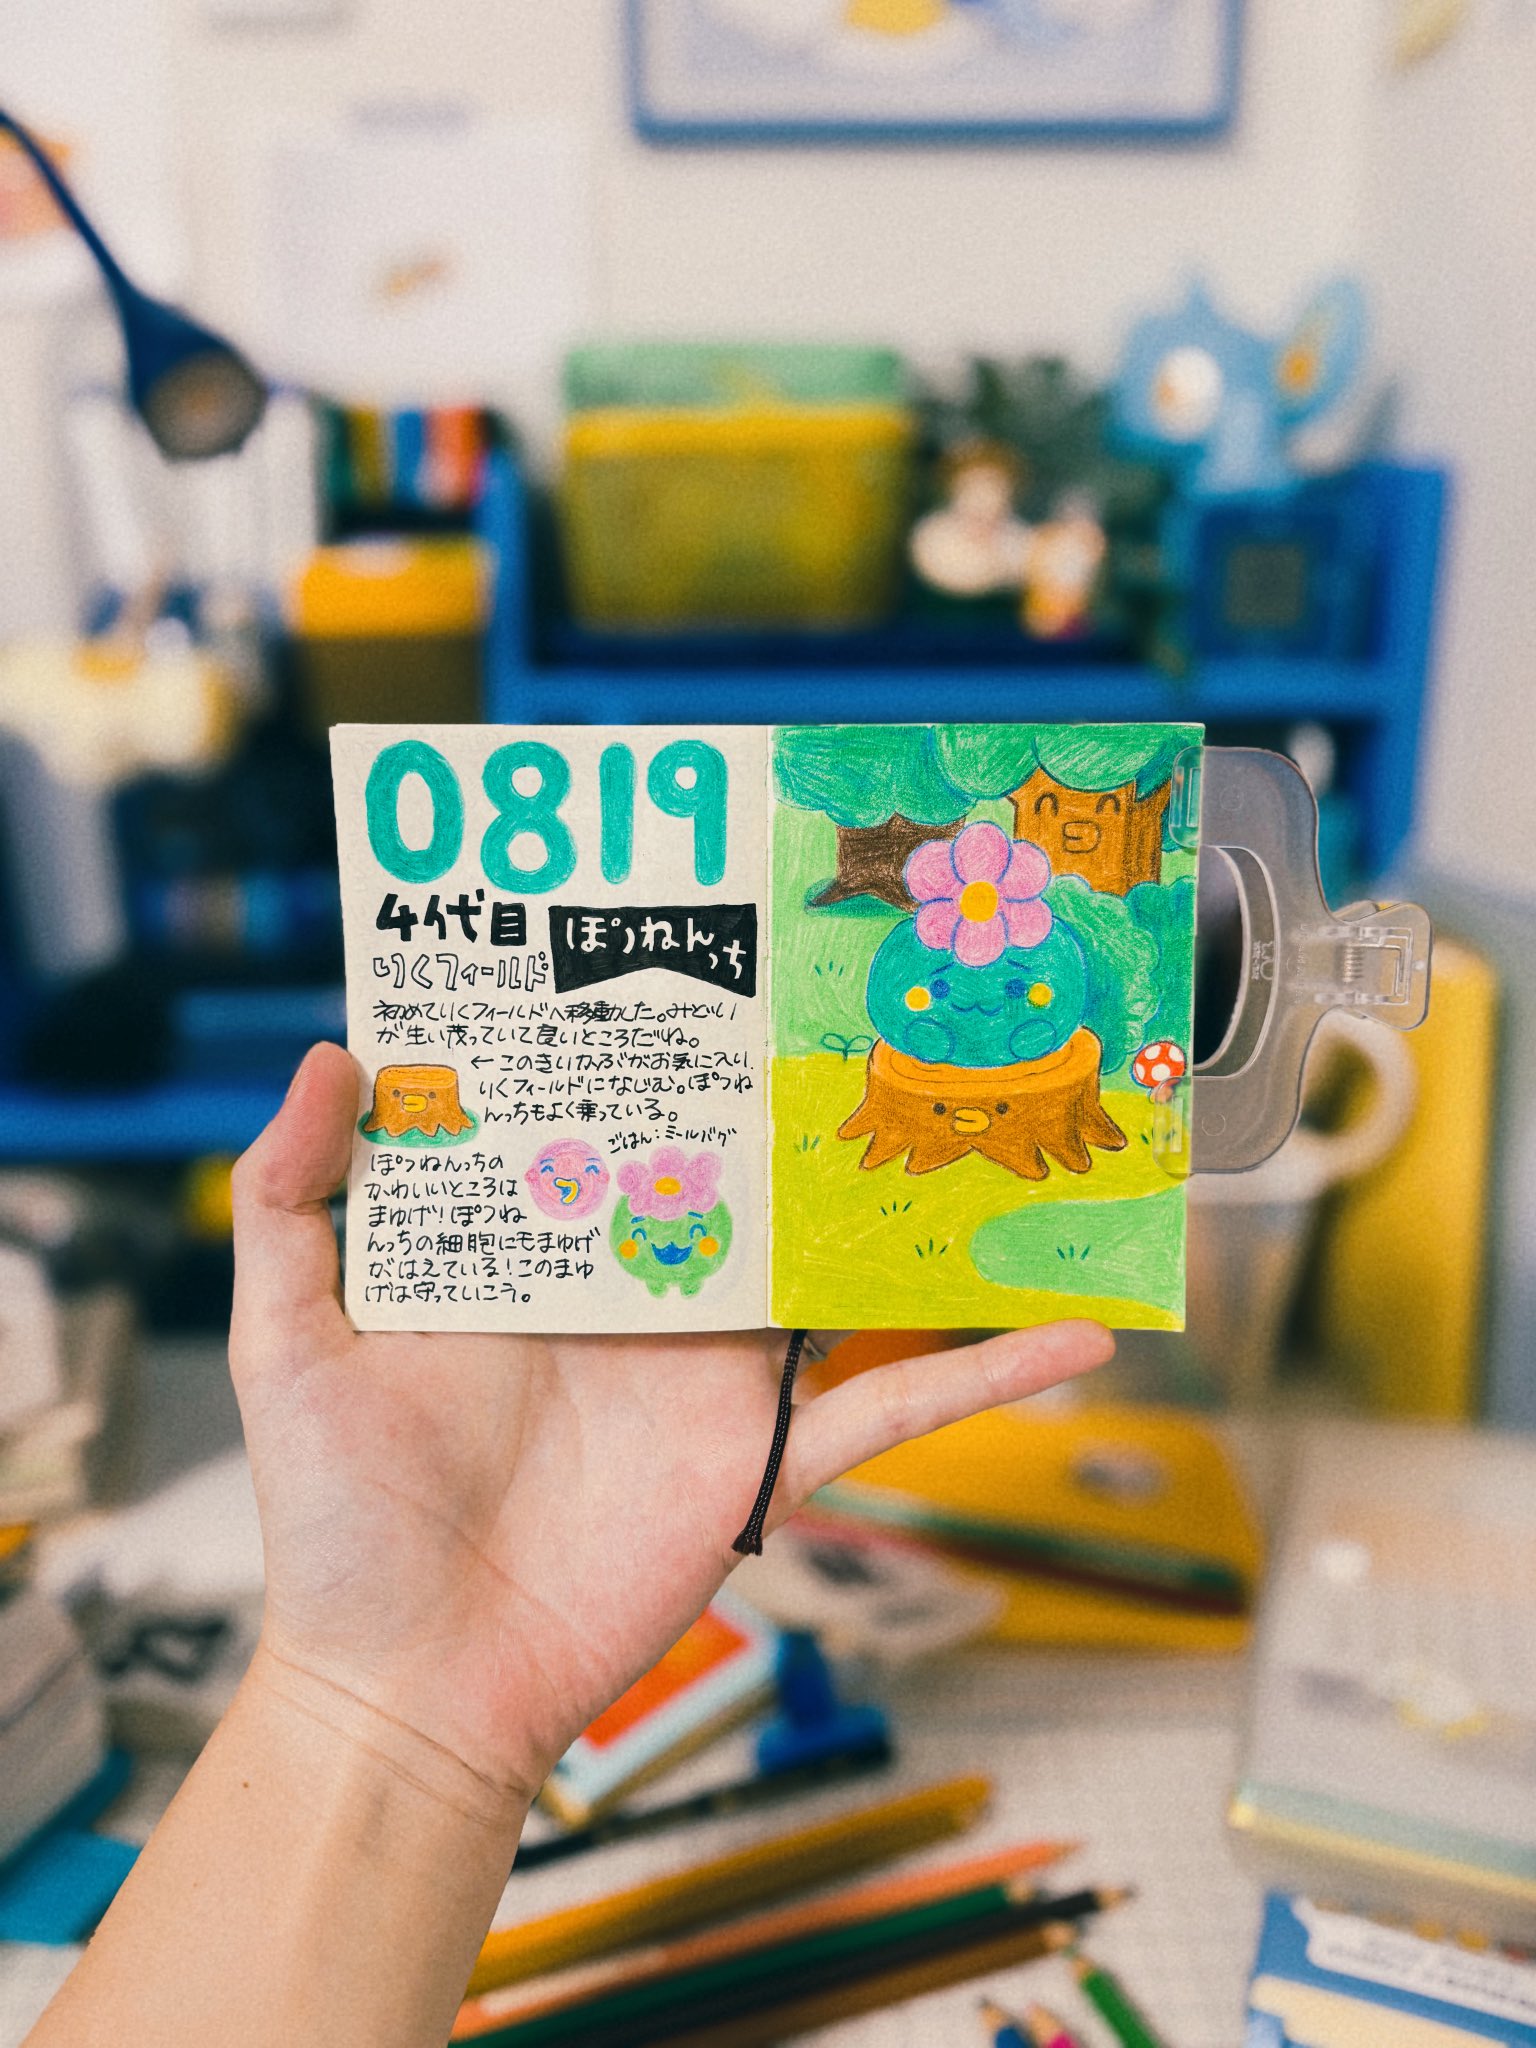 0819
4代目
ぽつねんっち
りくフィールド
初めてりくフィールドへ移動した。みどり
が生い茂っていて良いところだね。
←このきりかぶがお気に入り。
りくフィールドになじむ。ぽつね
んっちもよく乗っている。
ごはん:ミールバグ
ぽつねんっちの
かわいいところは
まゆげ!ぽつね
んっちの細胞にもまゆげ
がはえている!このまゆ
げは守っていこう。